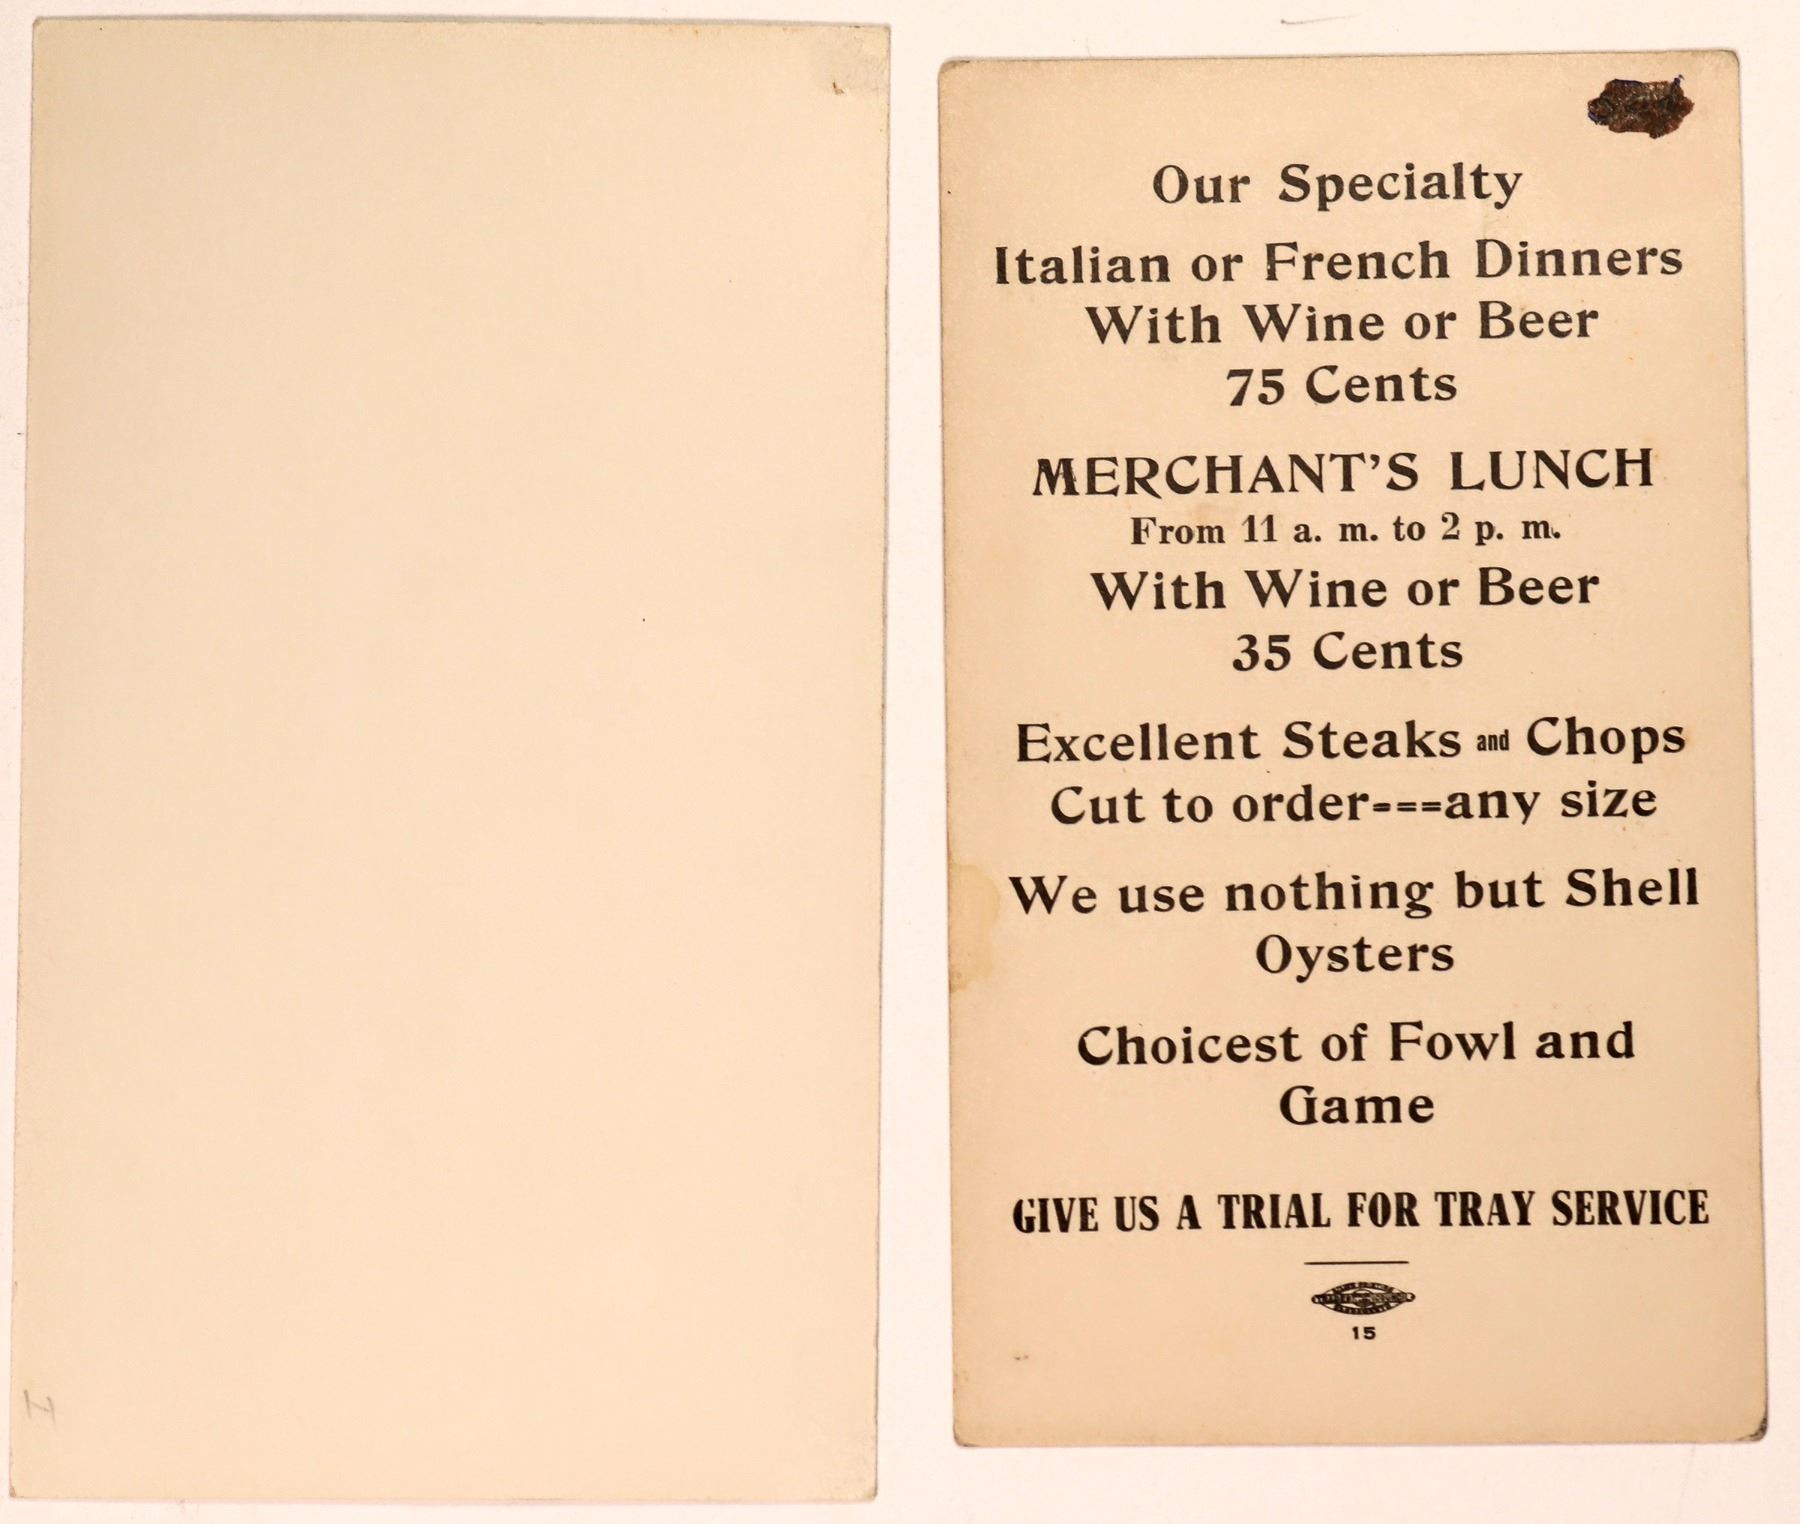 Our Specialty
Italian or French Dinners
With Wine or Beer
75 Cents
MERCHANT'S LUNCH
From 11 a. m. to 2 p. m.
With Wine or Beer
35 Cents
Excellent Steaks and Chops
Cut to order===any size
We use nothing but Shell
Oysters
Choicest of Fowl and
Game
GIVE US A TRIAL FOR TRAY SERVICE
15